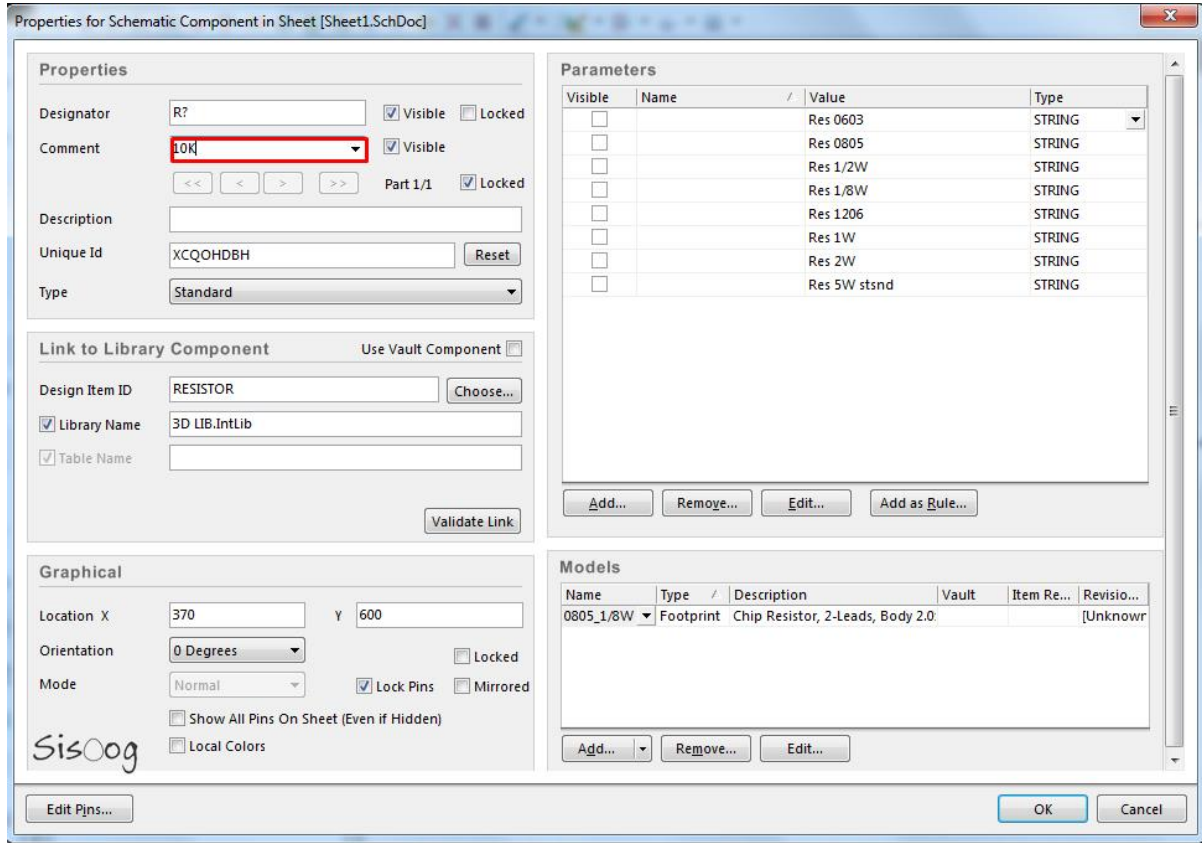 Properties for Schematic Component in Sheet [Sheet1.SchDoc]
Properties
Designator R? Visible Locked
Comment 10K Visible
<< < > >> Part 1/1 Locked
Description
Unique Id XCQOHDBH Reset
Type Standard
Link to Library Component Use Vault Component
Design Item ID RESISTOR Choose...
Library Name 3D LIB.IntLib
Table Name
Validate Link
Graphical
Location X 370 Y 600
Orientation 0 Degrees Locked
Mode Normal Lock Pins Mirrored
Show All Pins On Sheet (Even if Hidden)
Local Colors
Sisoog
Parameters
Visible Name / Value Type
Res 0603 STRING
Res 0805 STRING
Res 1/2W STRING
Res 1/8W STRING
Res 1206 STRING
Res 1W STRING
Res 2W STRING
Res 5W stsnd STRING
Add... Remove... Edit... Add as Rule...
Models
Name Type / Description Vault Item Re... Revisio...
0805_1/8W Footprint Chip Resistor, 2-Leads, Body 2.0 [Unknown
Add... Remove... Edit...
Edit Pins... OK Cancel